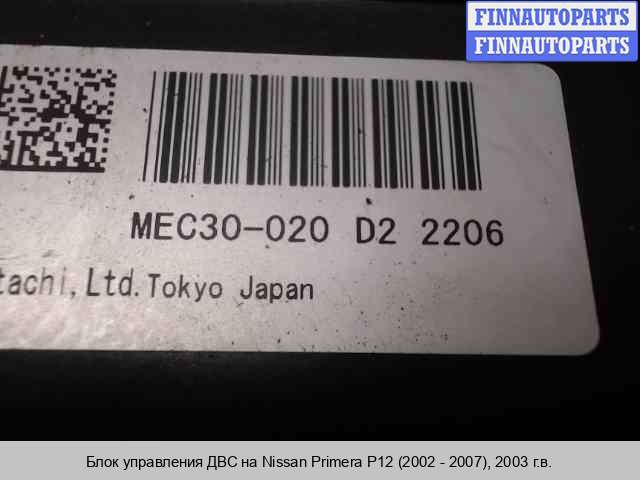 FINNAUTOPARTS
FINNAUTOPARTS
MEC30-020 D2 2206
tachi,Ltd.Tokyo Japan
Блок управления ДВС на Nissan Primera P12 (2002 - 2007), 2003 г.в.